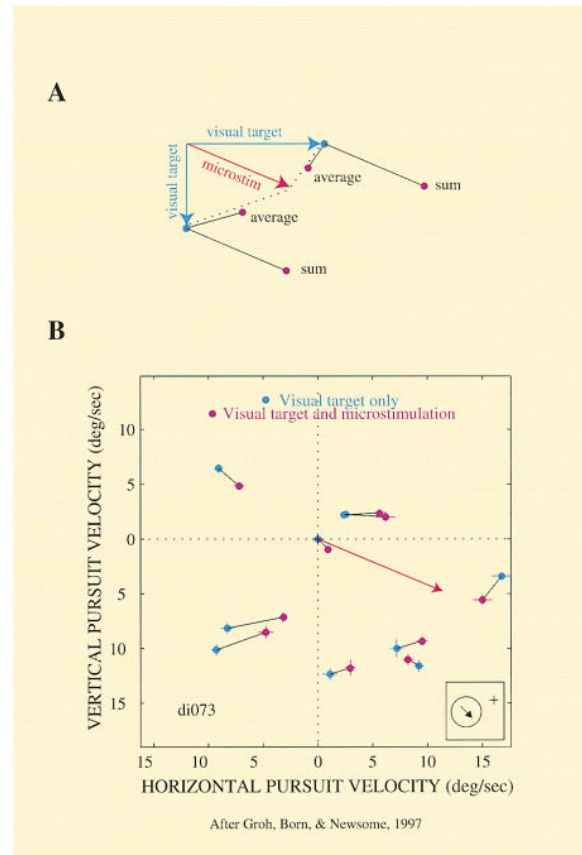 A
visual target
visual target
microstim
average
sum
average
sum
B
Visual target only
Visual target and microstimulation
VERTICAL PURSUIT VELOCITY (deg/sec)
10
5
0
5
10
15
di073
15 10 5 0 5 10 15
HORIZONTAL PURSUIT VELOCITY (deg/sec)
After Groh, Born, & Newsome, 1997